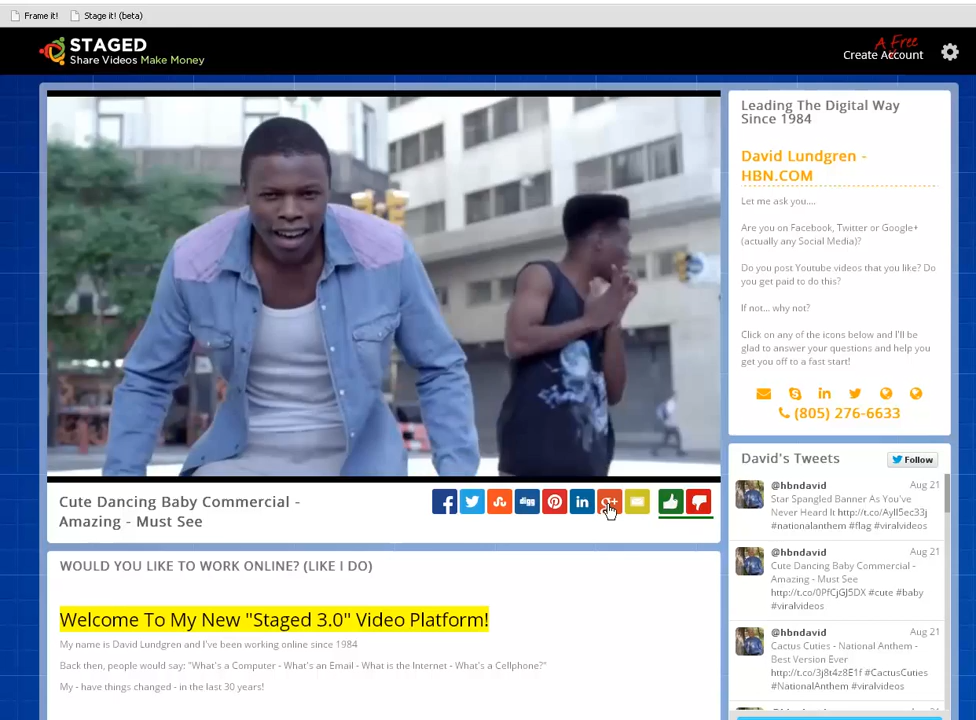 Frame it!
Stage it! (beta)
STAGED
Share Videos Make Money
A Free
Create Account
Leading The Digital Way
Since 1984
David Lundgren -
HBN.COM
Let me ask you....
Are you on Facebook, Twitter or Google+
(actually any Social Media)?
Do you post Youtube videos that you like? Do
you get paid to do this?
If not... why not?
Click on any of the icons below and I'll be
glad to answer your questions and help you
get you off to a fast start!
(805) 276-6633
Cute Dancing Baby Commercial -
Amazing - Must See
digg
David's Tweets
Follow
@hbndavid Aug 21
Star Spangled Banner As You've
Never Heard It http://t.co/AyIl5ec33j
#nationalanthem #flag #viralvideos
@hbndavid Aug 21
Cute Dancing Baby Commercial -
Amazing - Must See
http://t.co/0PfCjGJ5DX #cute #baby
#viralvideos
@hbndavid Aug 21
Cactus Cuties - National Anthem -
Best Version Ever
http://t.co/3j8t4z8E1f #CactusCuties
#NationalAnthem #viralvideos
WOULD YOU LIKE TO WORK ONLINE? (LIKE I DO)
Welcome To My New "Staged 3.0" Video Platform!
My name is David Lundgren and I've been working online since 1984
Back then, people would say: "What's a Computer - What's an Email - What is the Internet - What's a Cellphone?"
My - have things changed - in the last 30 years!